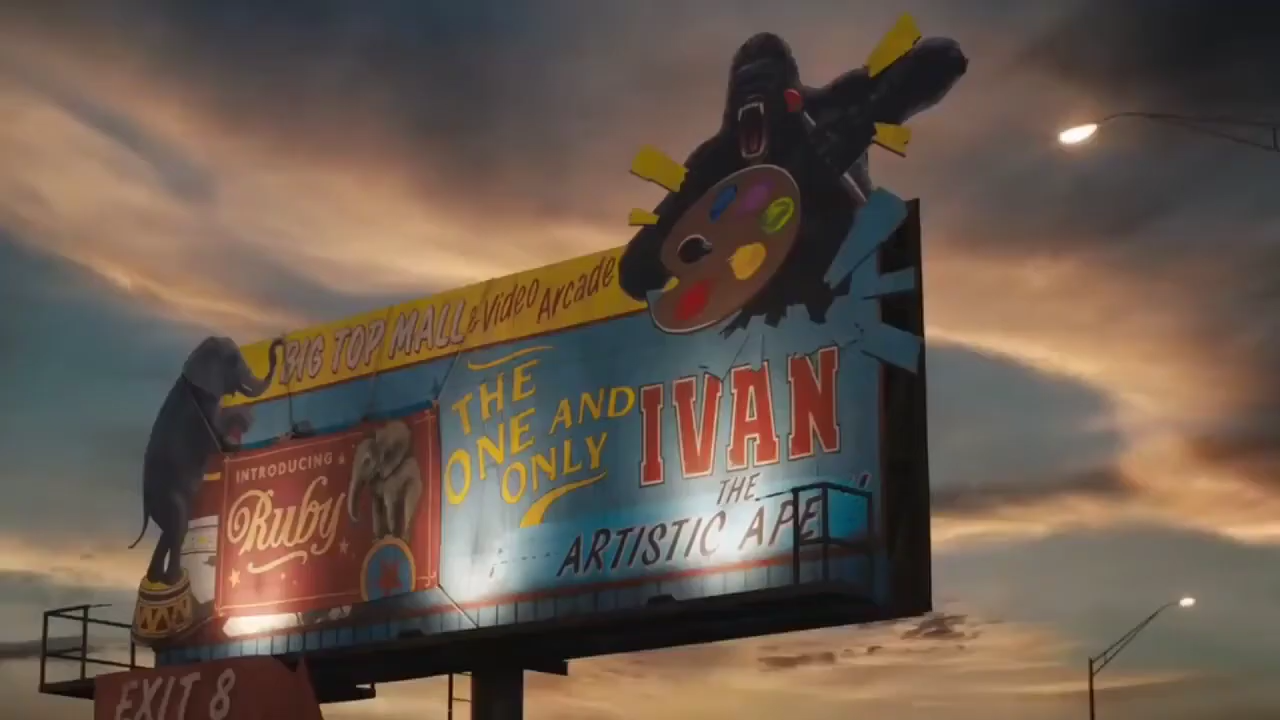 BIG TOP MALL & Video Arcade
INTRODUCING
Ruby
THE
ONE AND
ONLY
IVAN
THE
ARTISTIC APE
EXIT 8